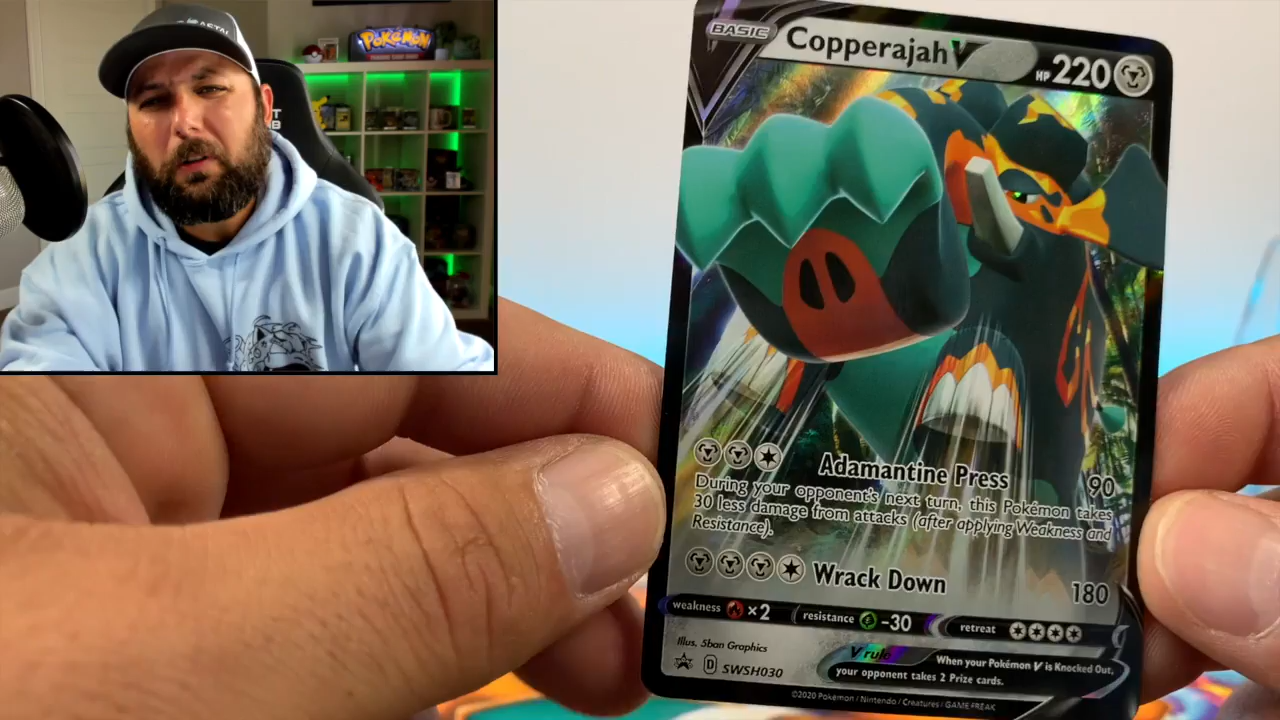 Pokémon
BASIC
Copperajah V
HP 220
Adamantine Press 90
During your opponent's next turn, this Pokémon takes
30 less damage from attacks (after applying Weakness and
Resistance).
Wrack Down 180
weakness ×2 resistance -30 retreat
Illus. 5ban Graphics
D SWSH030
V rule
When your Pokémon V is Knocked Out,
your opponent takes 2 Prize cards.
©2020 Pokémon / Nintendo / Creatures / GAME FREAK